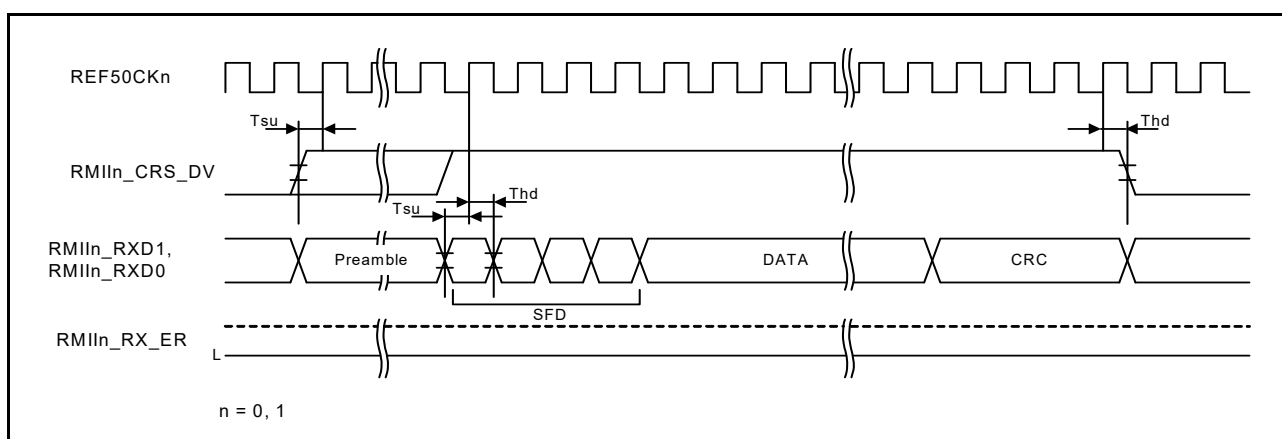 REF50CKn
Tsu
Thd
RMIIn_CRS_DV
Tsu
Thd
RMIIn_RXD1,
RMIIn_RXD0
Preamble
DATA
CRC
SFD
RMIIn_RX_ER
L
n = 0, 1